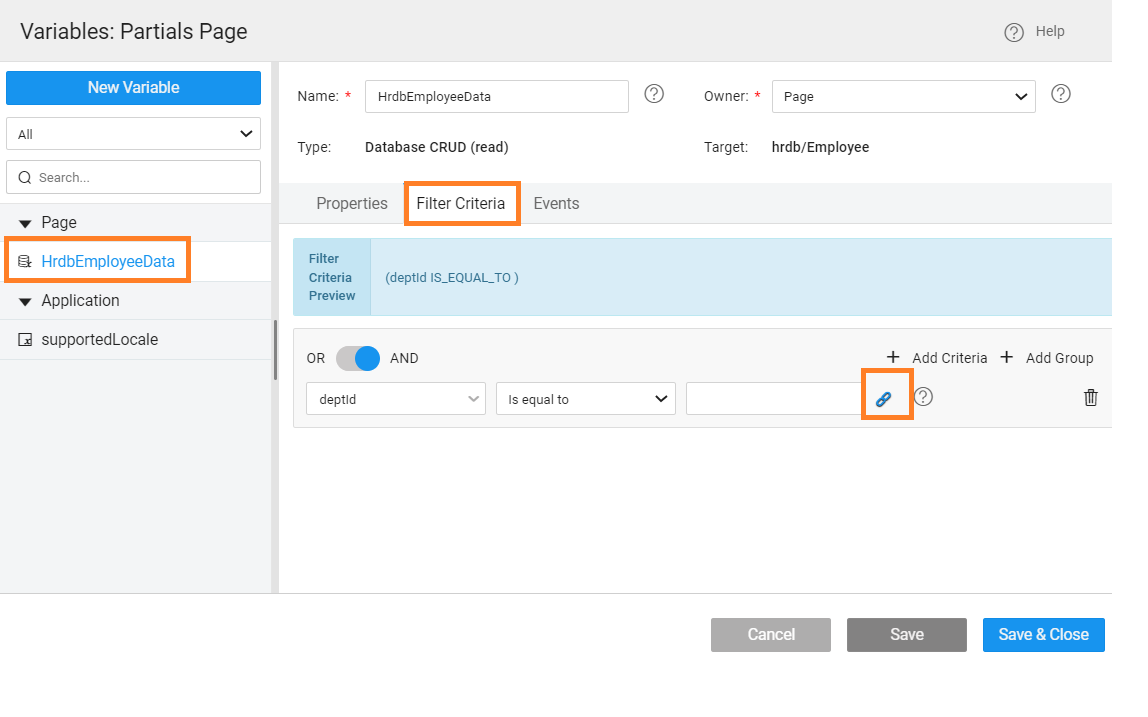 Variables: Partials Page
Help
New Variable
All
Search...
Page
HrdbEmployeeData
Application
supportedLocale
Name: *
HrdbEmployeeData
Owner: *
Page
Type:
Database CRUD (read)
Target:
hrdb/Employee
Properties
Filter Criteria
Events
Filter
Criteria
Preview
(deptId IS_EQUAL_TO )
OR
AND
Add Criteria
Add Group
deptId
Is equal to
Cancel
Save
Save & Close